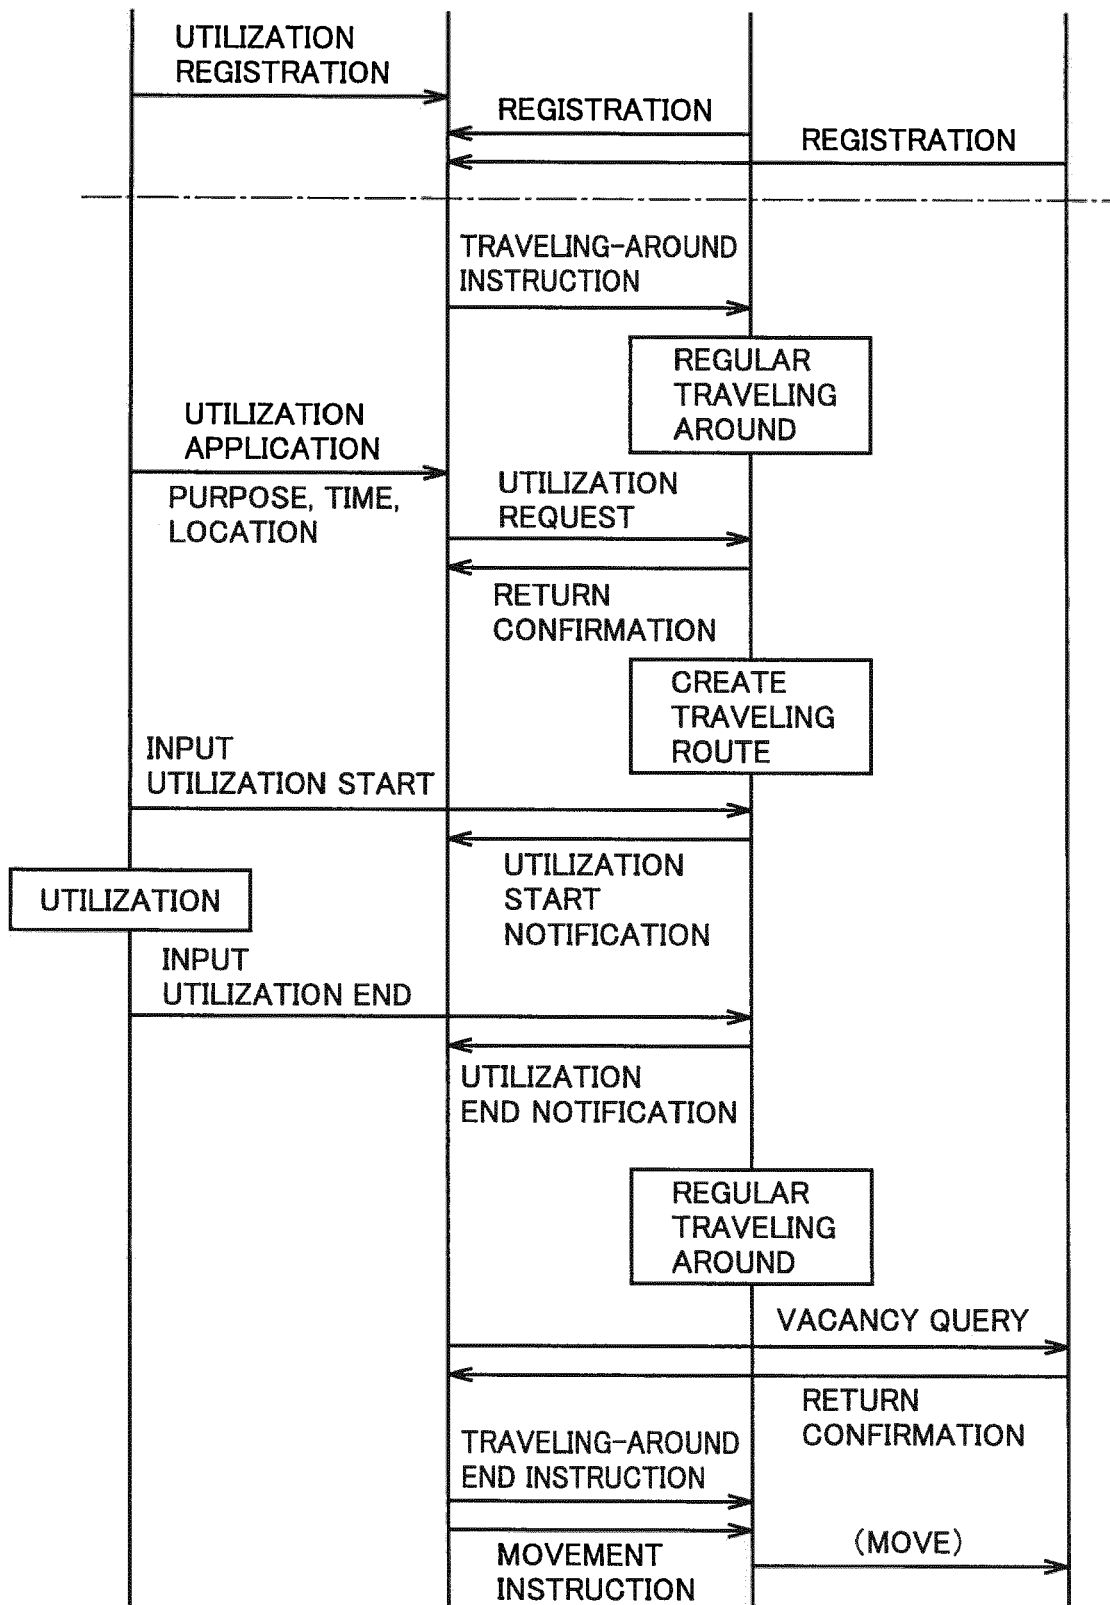 UTILIZATION
REGISTRATION
REGISTRATION
REGISTRATION
TRAVELING-AROUND
INSTRUCTION
REGULAR
TRAVELING
AROUND
UTILIZATION
APPLICATION
PURPOSE, TIME,
LOCATION
UTILIZATION
REQUEST
RETURN
CONFIRMATION
CREATE
TRAVELING
ROUTE
INPUT
UTILIZATION START
UTILIZATION
START
NOTIFICATION
UTILIZATION
INPUT
UTILIZATION END
UTILIZATION
END NOTIFICATION
REGULAR
TRAVELING
AROUND
VACANCY QUERY
RETURN
CONFIRMATION
TRAVELING-AROUND
END INSTRUCTION
MOVEMENT
INSTRUCTION
(MOVE)